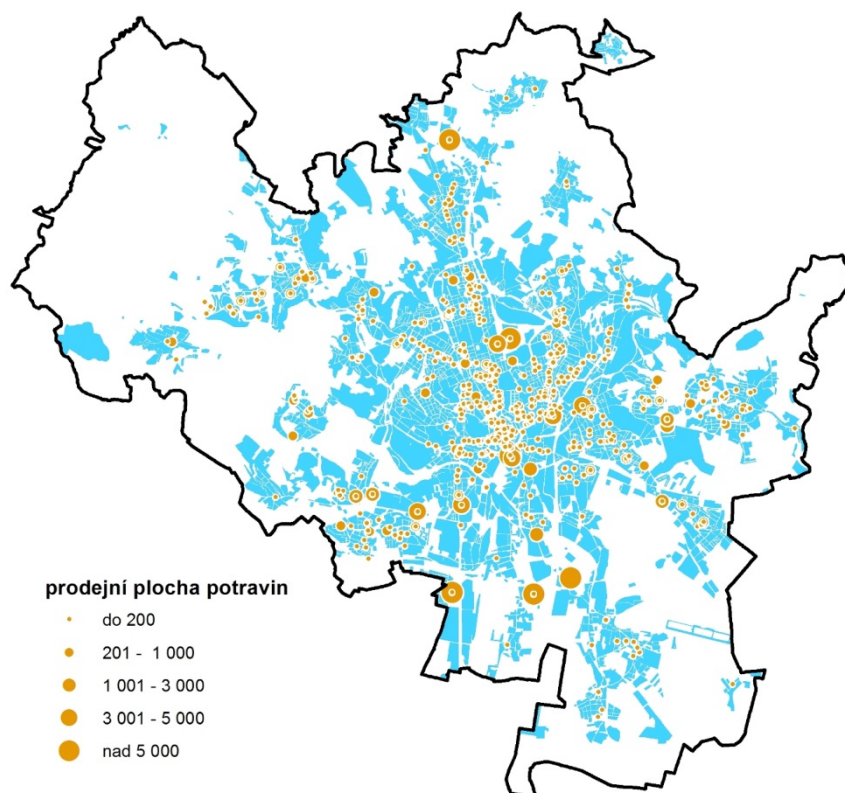 prodejní plocha potravin
do 200
201 - 1 000
1 001 - 3 000
3 001 - 5 000
nad 5 000